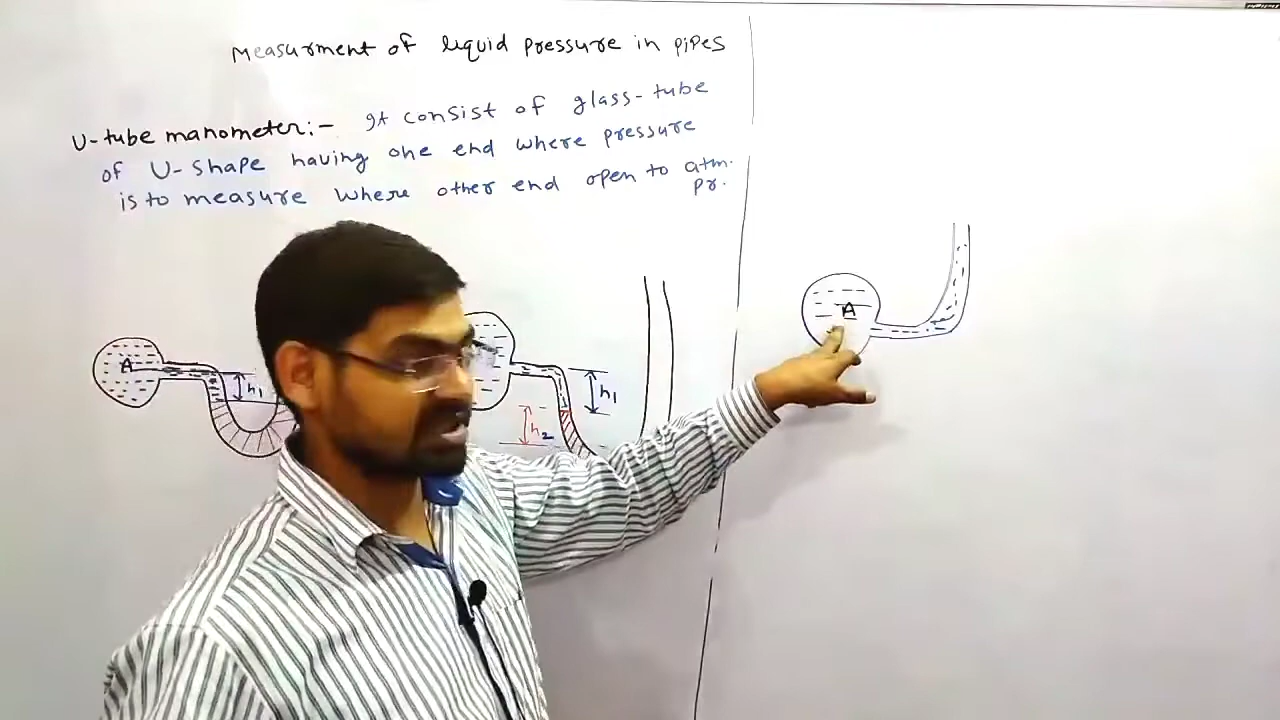 Measurment of liquid pressure in pipes
U-tube manometer:- It consist of glass-tube
of U-shape having one end where pressure
is to measure where other end open to atm.
pr.
A
h1
h1
h2
A